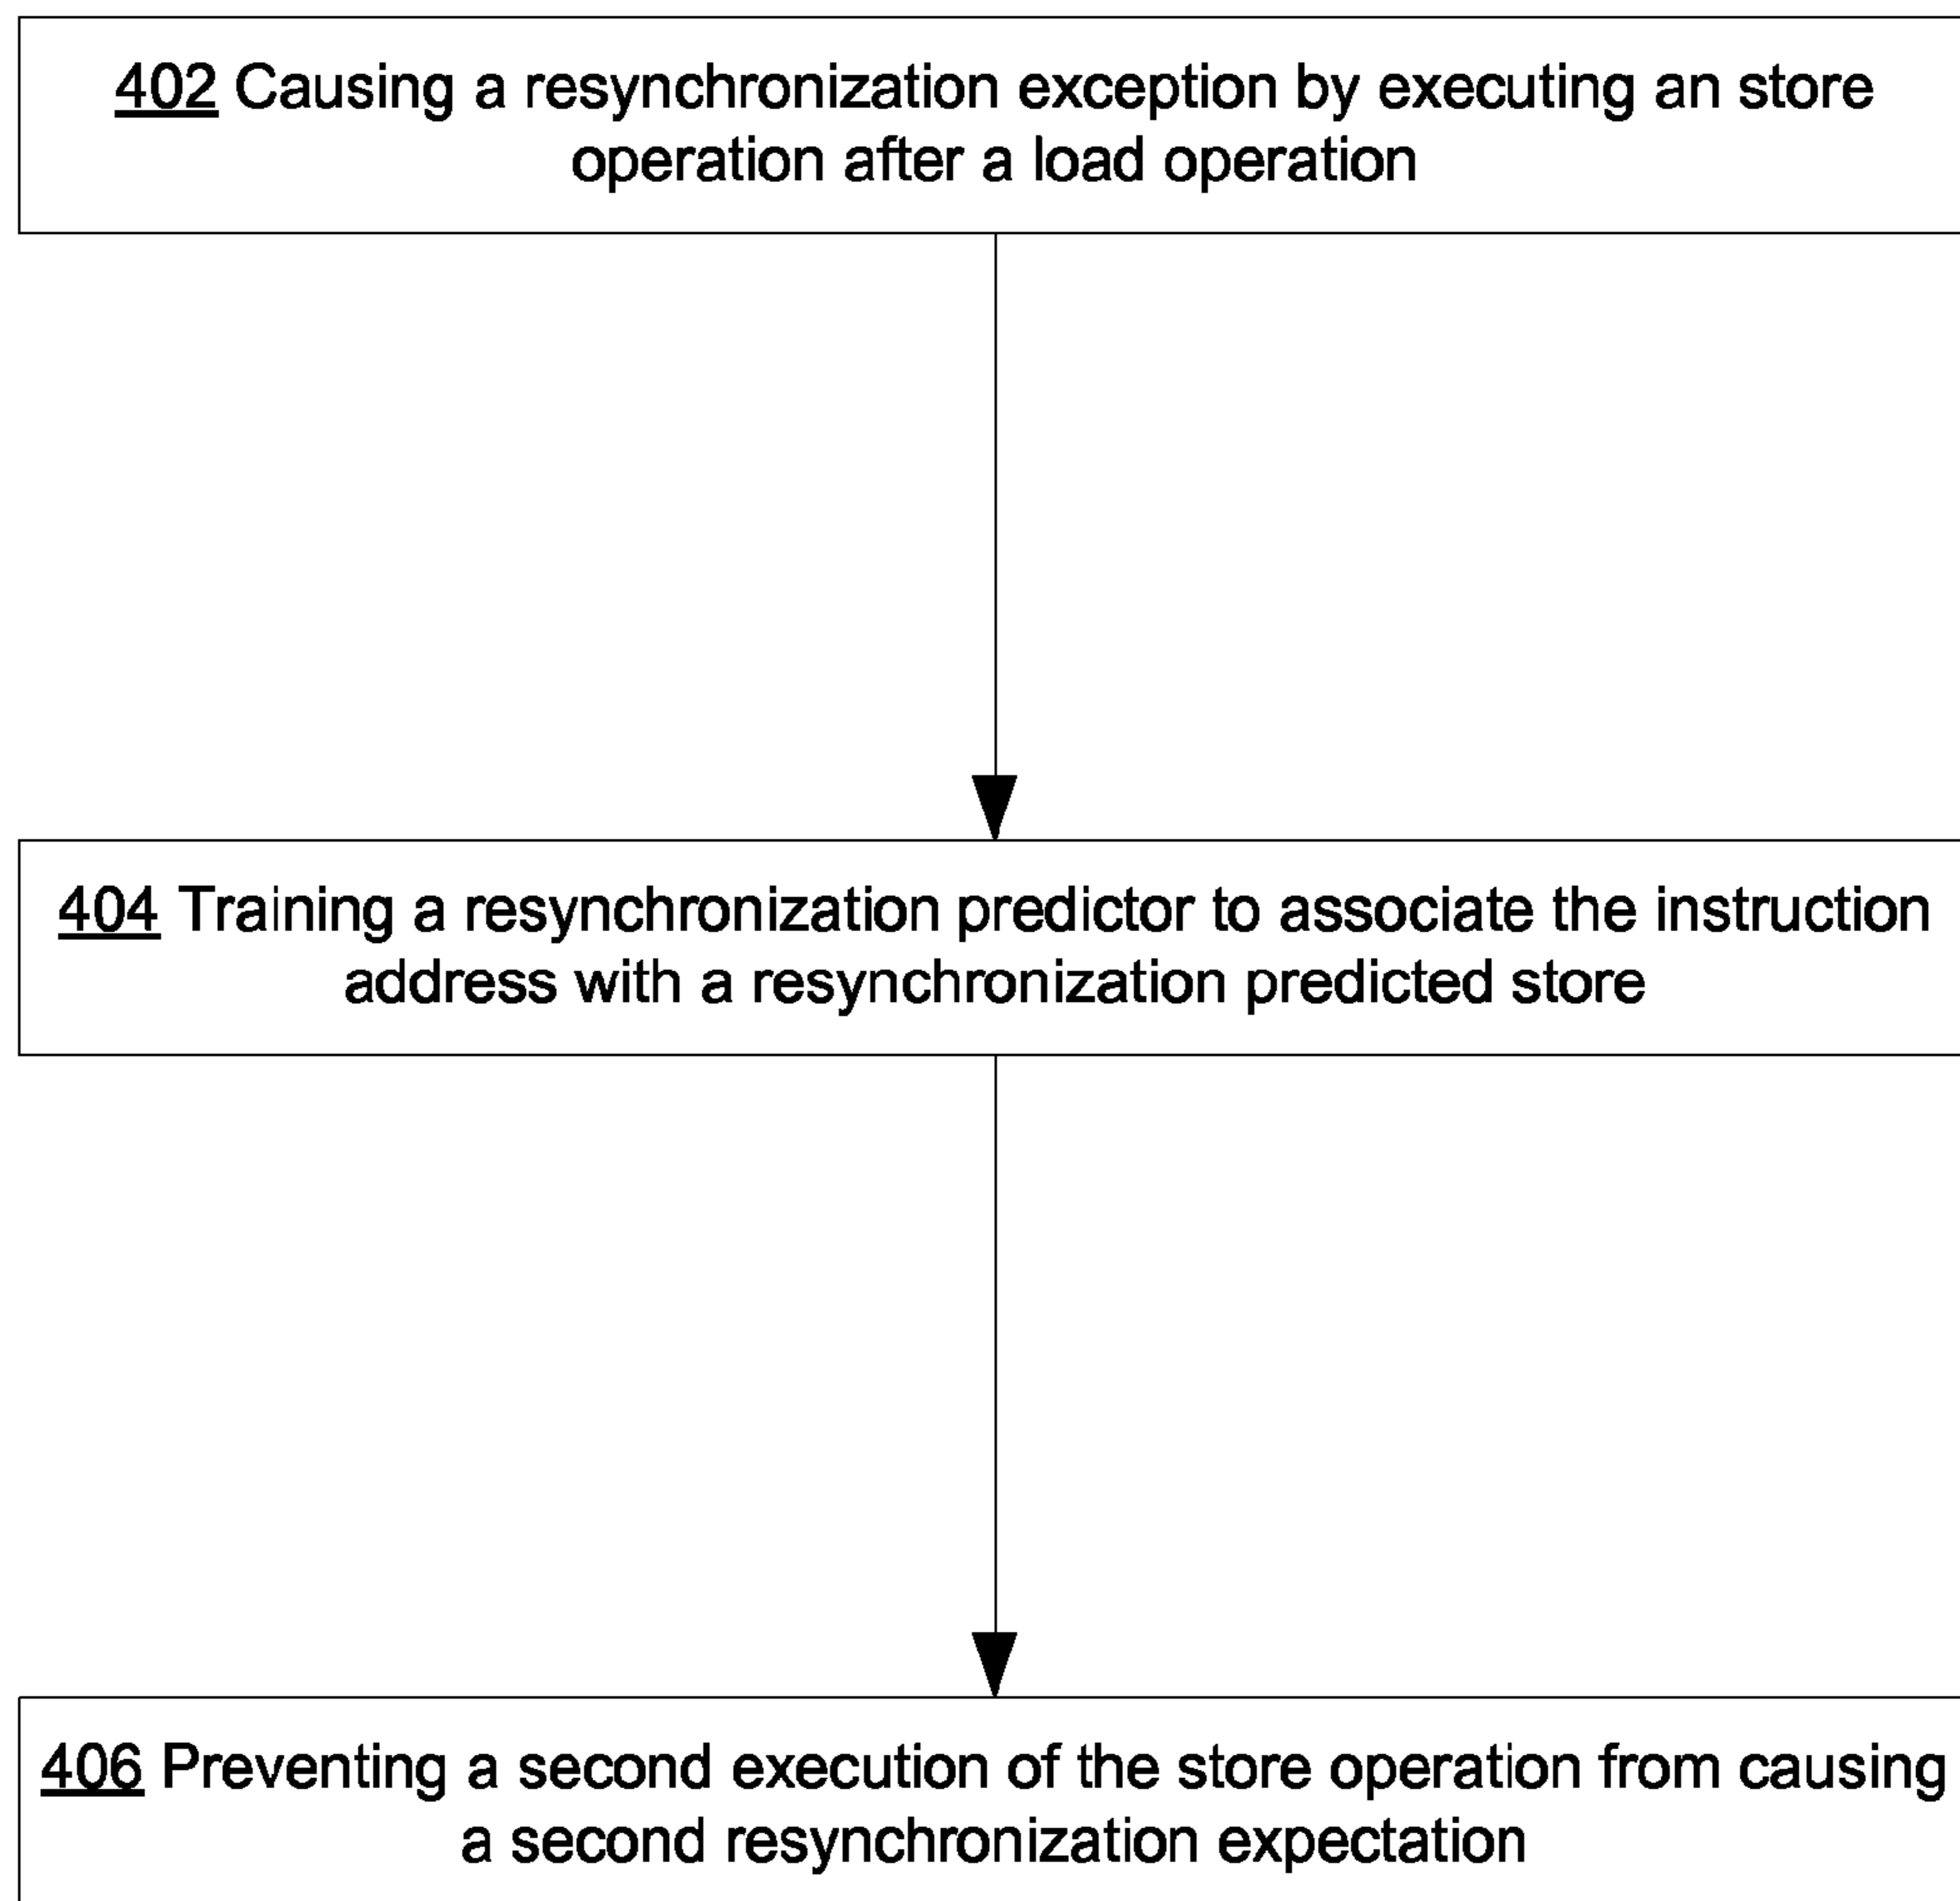 402 Causing a resynchronization exception by executing an store
operation after a load operation
404 Training a resynchronization predictor to associate the instruction
address with a resynchronization predicted store
406 Preventing a second execution of the store operation from causing
a second resynchronization expectation